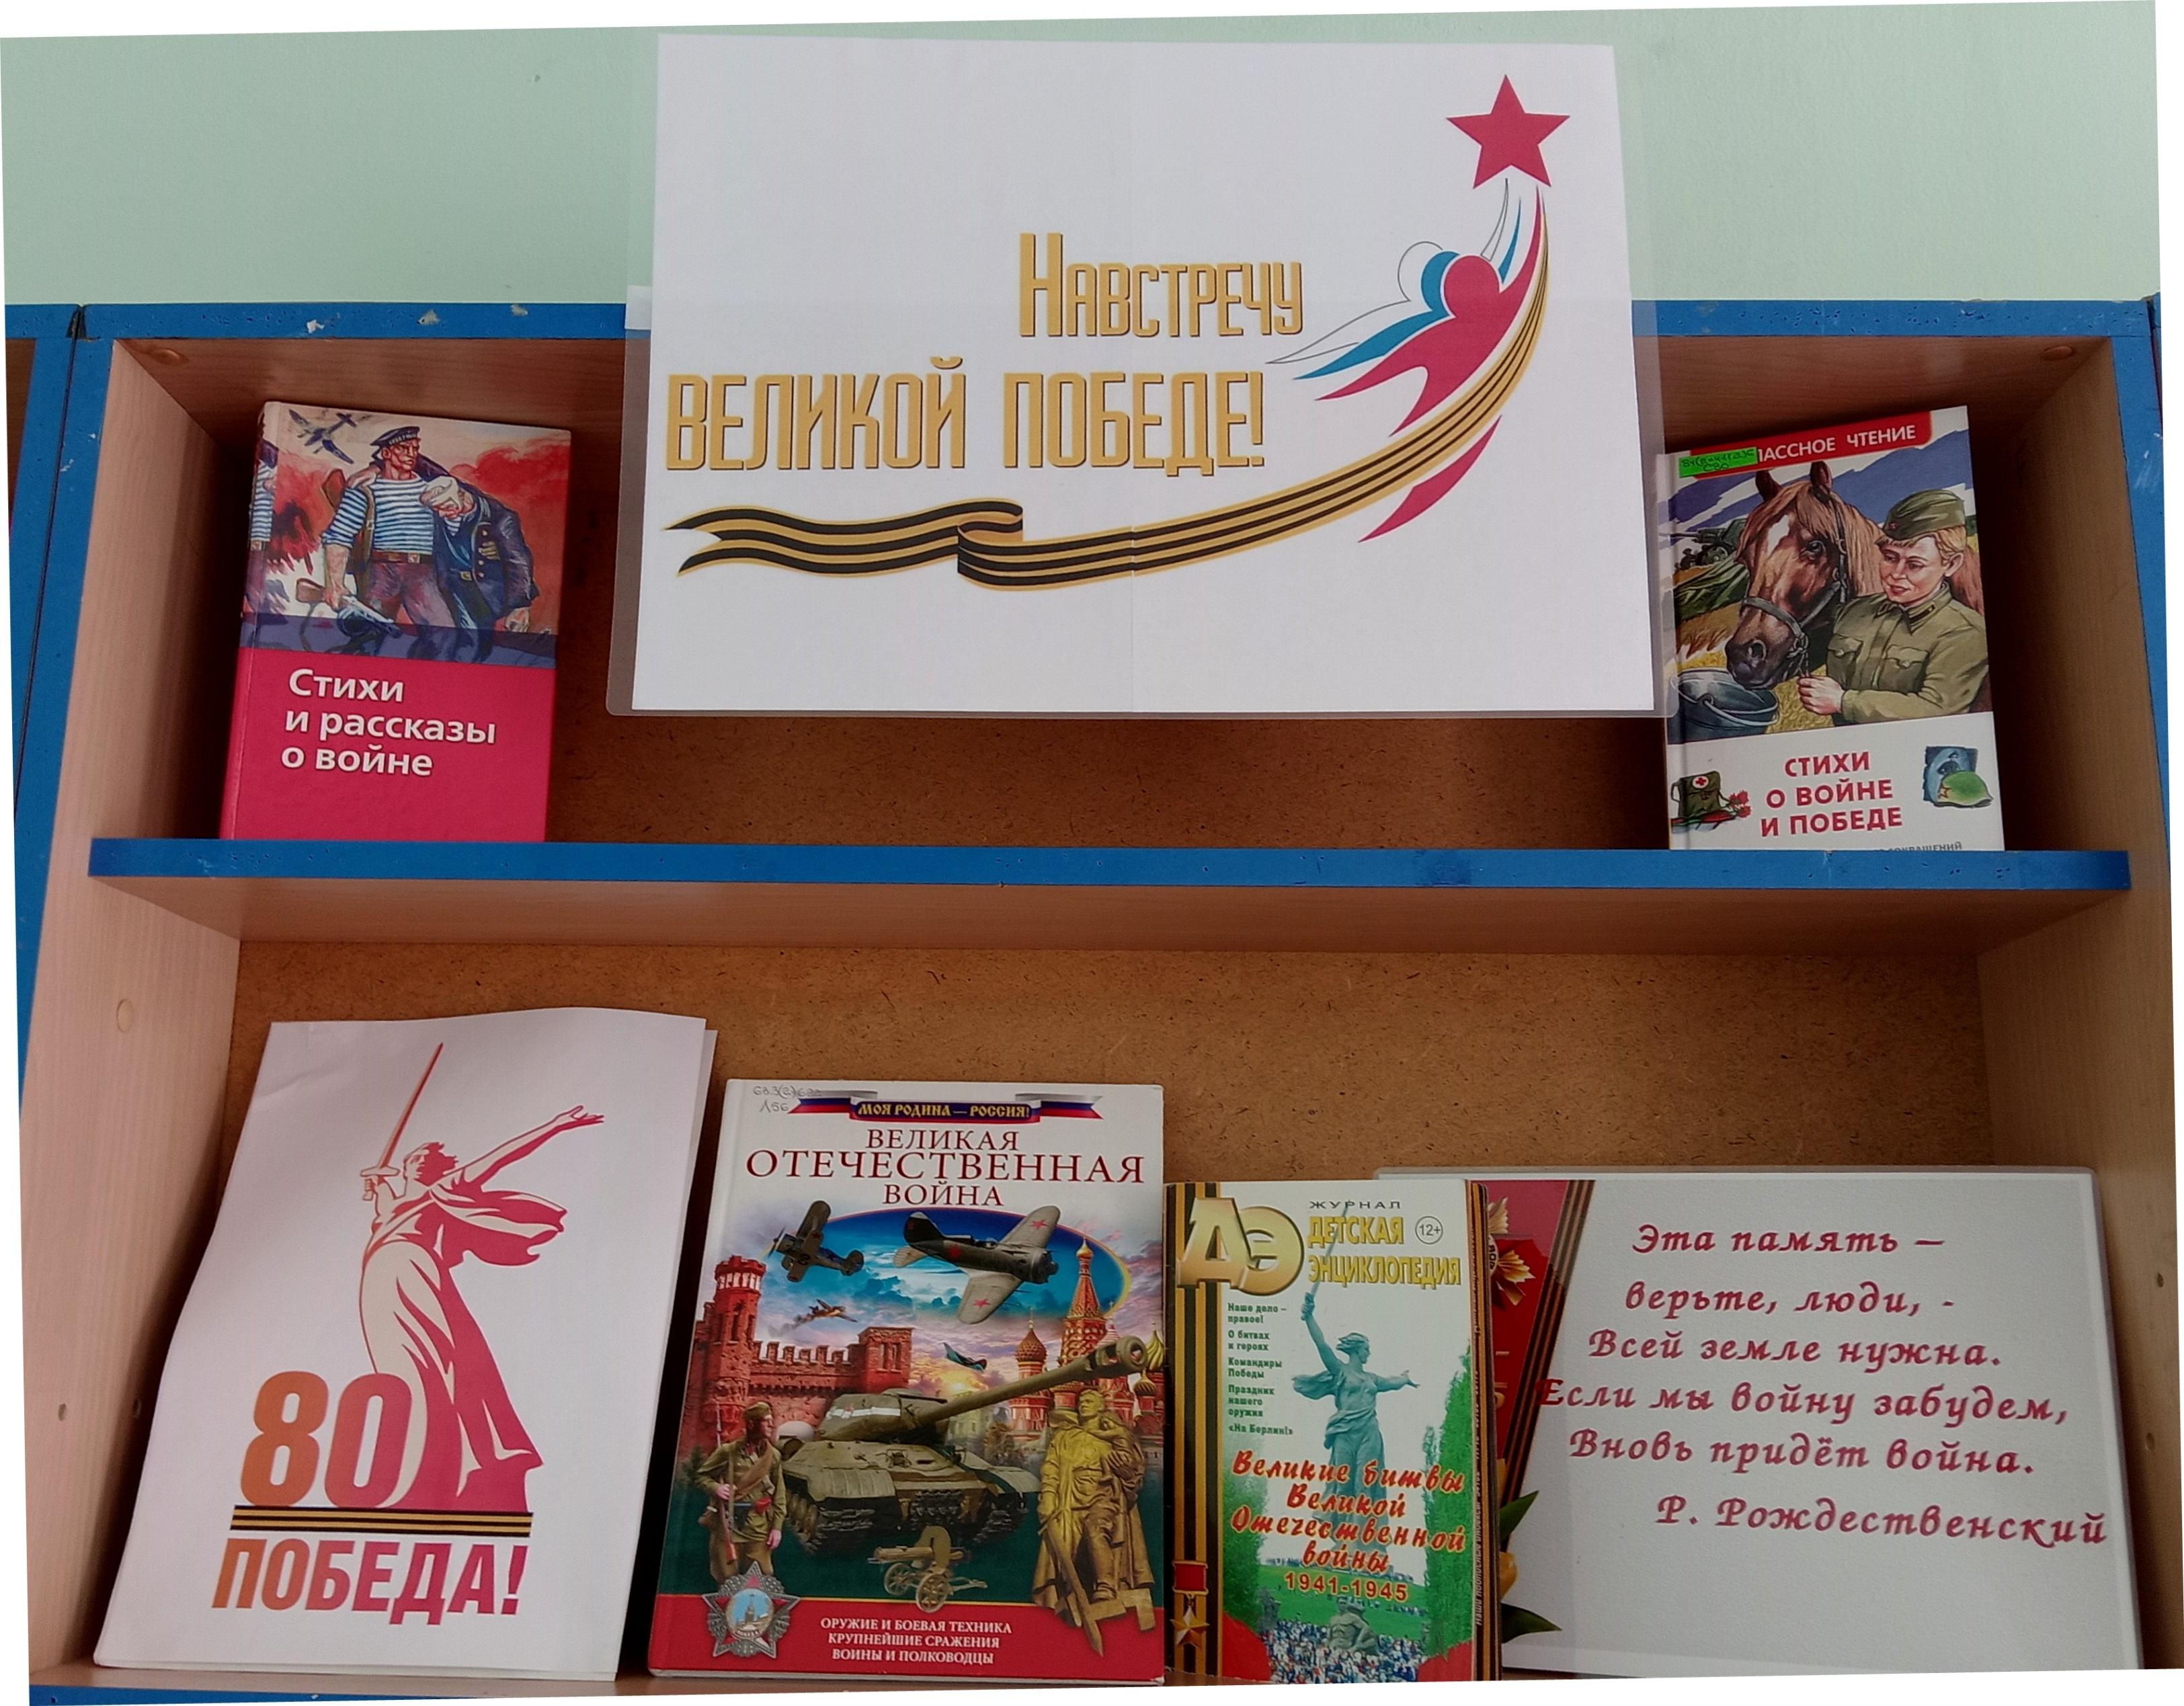 Навстречу
ВЕЛИКОЙ ПОБЕДЕ!
Стихи
и рассказы
о войне
ЧТЕНИЕ
СТИХИ
О ВОЙНЕ
И ПОБЕДЕ
80
ПОБЕДА!
МОЯ РОДИНА — РОССИЯ!
ВЕЛИКАЯ
ОТЕЧЕСТВЕННАЯ
ВОЙНА
ОРУЖИЕ И БОЕВАЯ ТЕХНИКА
КРУПНЕЙШИЕ СРАЖЕНИЯ
ВОИНЫ И ПОЛКОВОДЦЫ
ДЭ
ЖУРНАЛ
ДЕТСКАЯ 12+
ЭНЦИКЛОПЕДИЯ
Наше дело –
правое!
О битвах
и героях
Командиры
Победы
Праздник
нашего
оружия
«На Берлин!»
Великие битвы
Великой
Отечественной
войны
1941-1945
Эта память –
верьте, люди, -
Всей земле нужна.
Если мы войну забудем,
Вновь придёт война.
Р. Рождественский